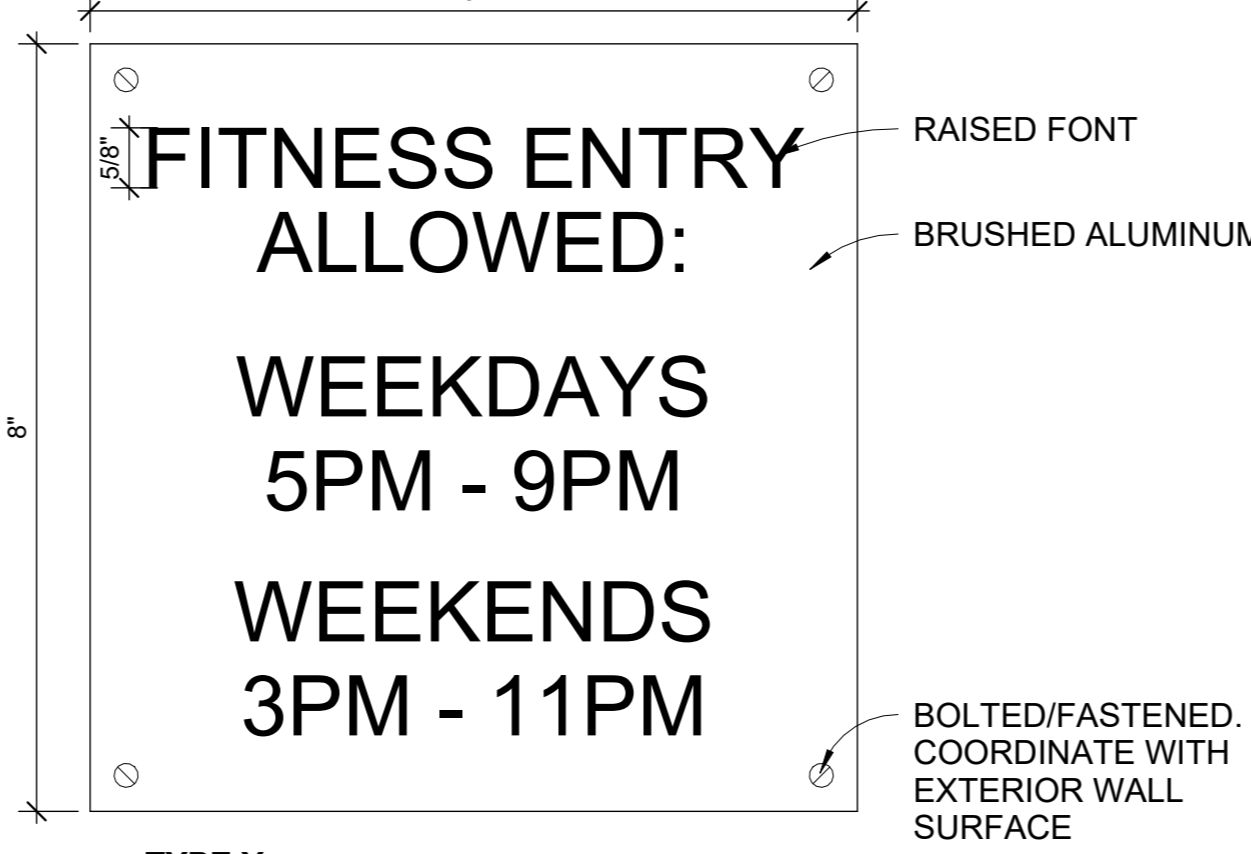 FITNESS ENTRY
ALLOWED:
WEEKDAYS
5PM - 9PM
WEEKENDS
3PM - 11PM
5/8"
8"
RAISED FONT
BRUSHED ALUMINUM
BOLTED/FASTENED.
COORDINATE WITH
EXTERIOR WALL
SURFACE